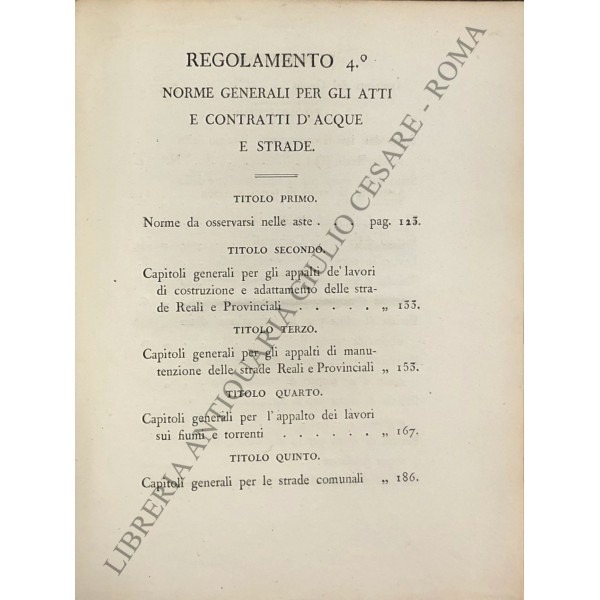 REGOLAMENTO 4.º
NORME GENERALI PER GLI ATTI
E CONTRATTI D'ACQUE
E STRADE.
TITOLO PRIMO.
Norme da osservarsi nelle aste . . . pag. 123.
TITOLO SECONDO.
Capitoli generali per gli appalti de' lavori
di costruzione e adattamento delle stra-
de Reali e Provinciali . . . . . „ 133.
TITOLO TERZO.
Capitoli generali per gli appalti di manu-
tenzione delle strade Reali e Provinciali „ 153.
TITOLO QUARTO.
Capitoli generali per l'appalto dei lavori
sui fiumi e torrenti . . . . . . „ 167.
TITOLO QUINTO.
Capitoli generali per le strade comunali „ 186.
LIBRERIA ANTIQUARIA GIULIO CESARE - ROMA